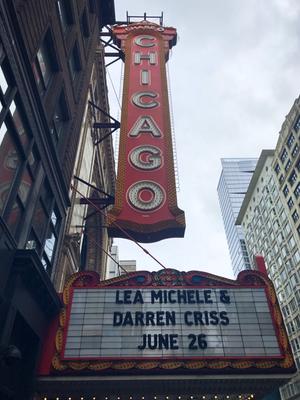 CHICAGO
LEA MICHELE &
DARREN CRISS
JUNE 26